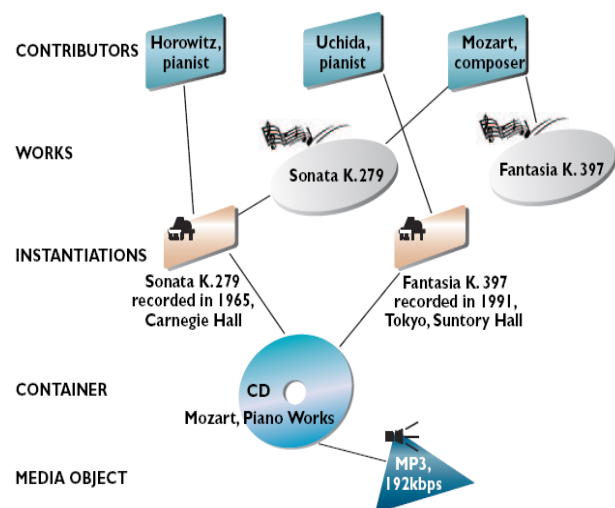 CONTRIBUTORS
Horowitz,
pianist
Uchida,
pianist
Mozart,
composer
WORKS
Sonata K.279
Fantasia K.397
INSTANTIATIONS
Sonata K.279
recorded in 1965,
Carnegie Hall
Fantasia K. 397
recorded in 1991,
Tokyo, Suntory Hall
CONTAINER
CD
Mozart, Piano Works
MEDIA OBJECT
MP3,
192kbps